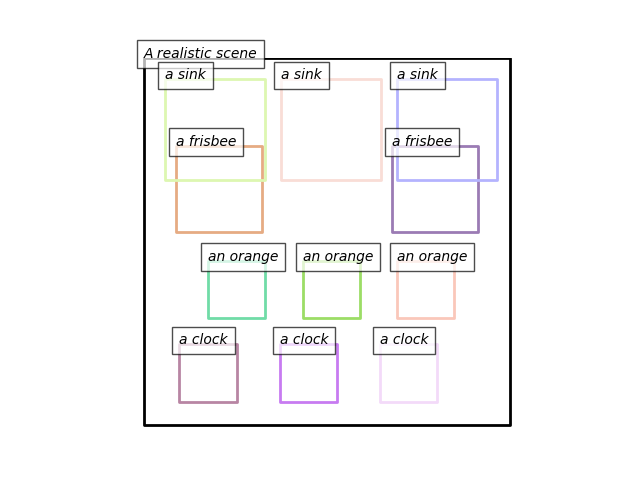 A realistic scene
a sink
a sink
a sink
a frisbee
a frisbee
an orange
an orange
an orange
a clock
a clock
a clock